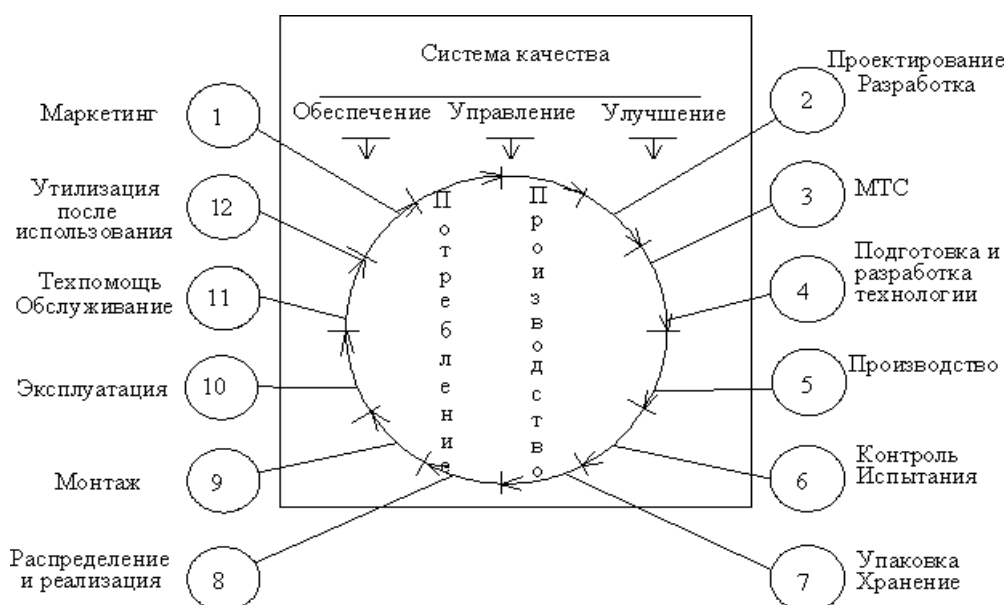 Система качества
Обеспечение Управление Улучшение
Маркетинг
1
2
Проектирование
Разработка
Утилизация
после
использования
12
3
МТС
Техпомощь
Обслуживание
11
4
Подготовка и
разработка
технологии
Эксплуатация
10
5
Производство
Монтаж
9
6
Контроль
Испытания
Распределение
и реализация
8
7
Упаковка
Хранение
Потребление
Производство